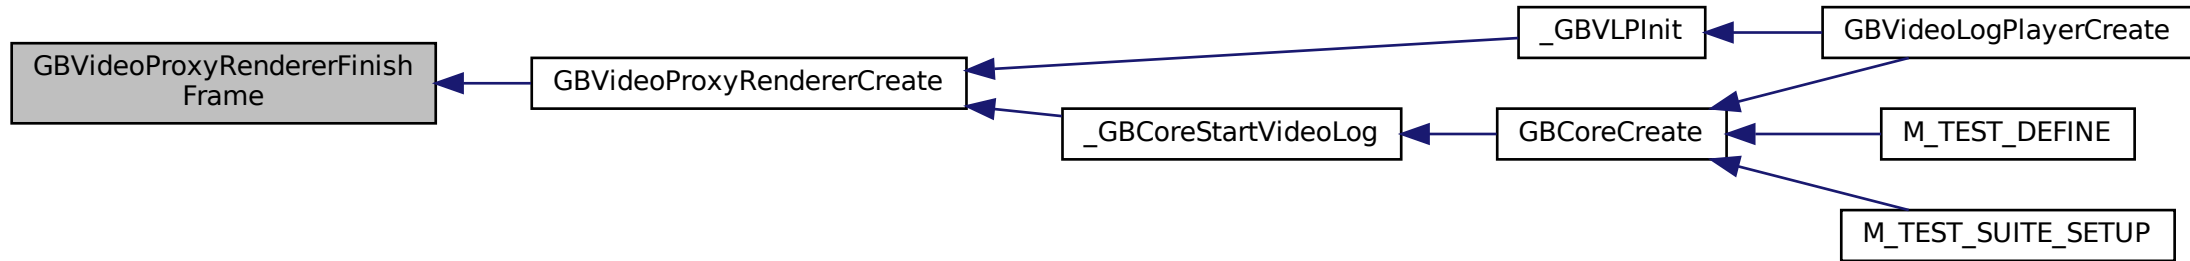 GBVideoProxyRendererFinish
Frame
GBVideoProxyRendererCreate
_GBVLPInit
GBVideoLogPlayerCreate
_GBCoreStartVideoLog
GBCoreCreate
M_TEST_DEFINE
M_TEST_SUITE_SETUP